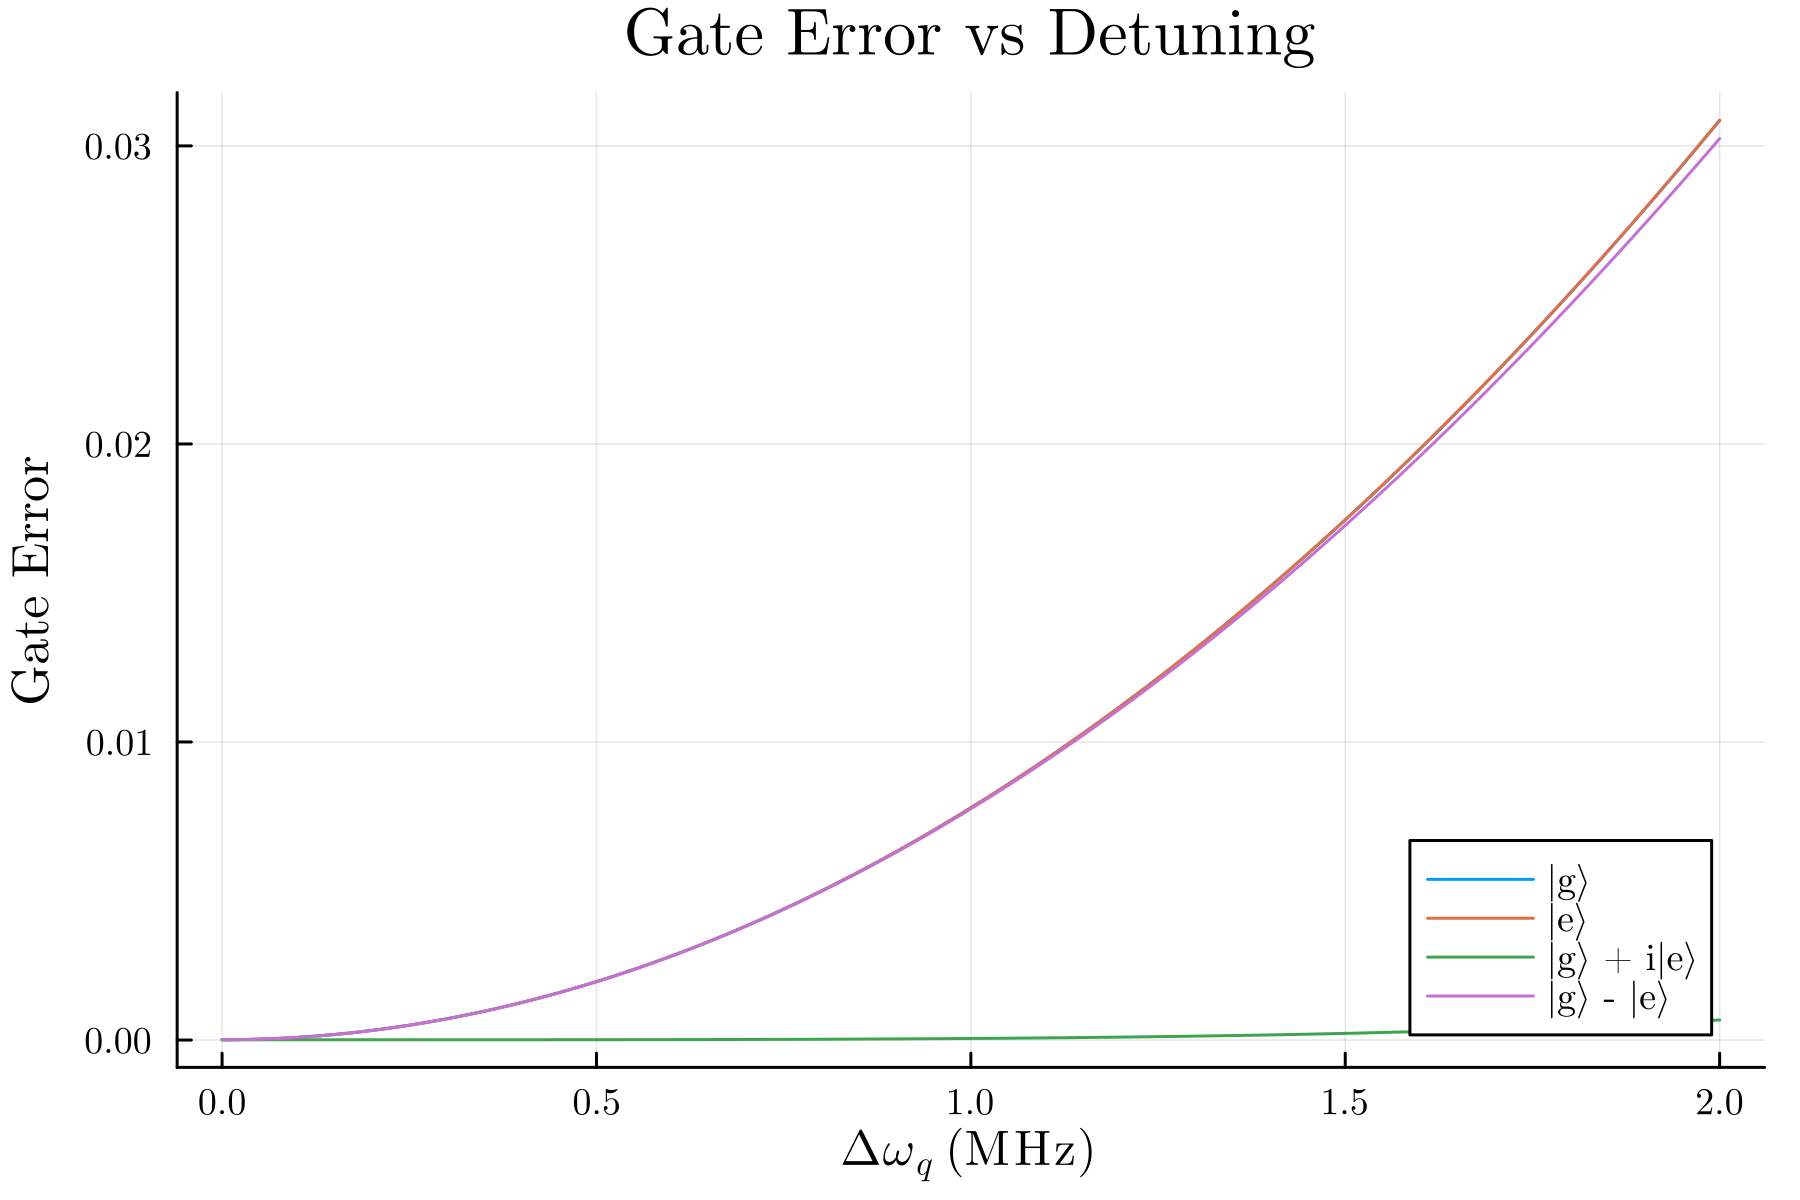 Gate Error vs Detuning
Gate Error
0.03
0.02
0.01
0.00
0.0 0.5 1.0 1.5 2.0
Δω_q (MHz)
|g⟩
|e⟩
|g⟩ + i|e⟩
|g⟩ - |e⟩